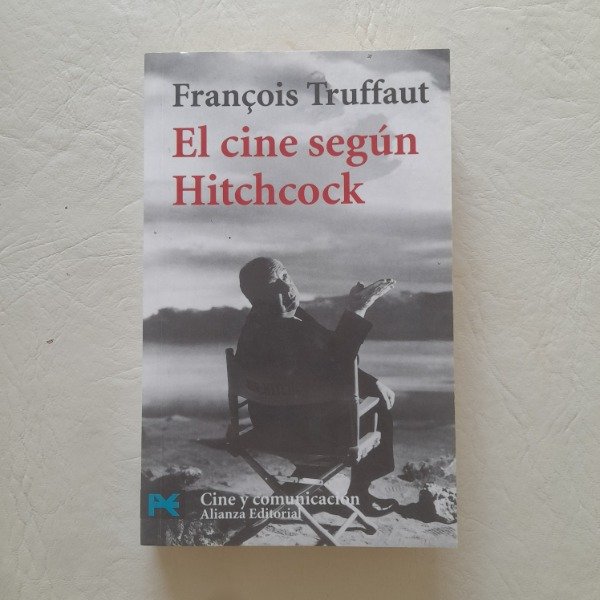 François Truffaut
El cine según
Hitchcock
Cine y comunicación
Alianza Editorial